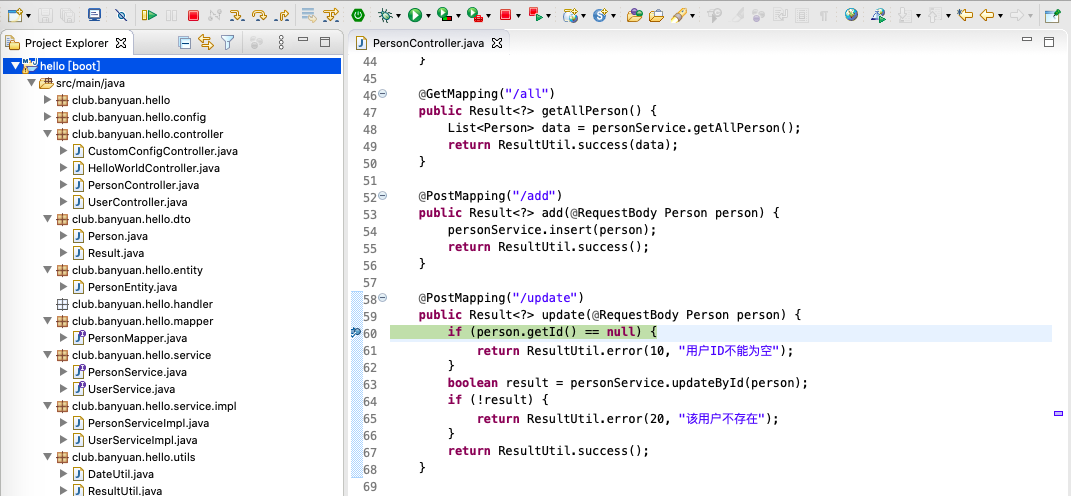 Project Explorer
hello [boot]
src/main/java
club.banyuan.hello
club.banyuan.hello.config
club.banyuan.hello.controller
CustomConfigController.java
HelloWorldController.java
PersonController.java
UserController.java
club.banyuan.hello.dto
Person.java
Result.java
club.banyuan.hello.entity
PersonEntity.java
club.banyuan.hello.handler
club.banyuan.hello.mapper
PersonMapper.java
club.banyuan.hello.service
PersonService.java
UserService.java
club.banyuan.hello.service.impl
PersonServiceImpl.java
UserServiceImpl.java
club.banyuan.hello.utils
DateUtil.java
ResultUtil.java
PersonController.java
44 }
45
46 @GetMapping("/all")
47 public Result<?> getAllPerson() {
48 List<Person> data = personService.getAllPerson();
49 return ResultUtil.success(data);
50 }
51
52 @PostMapping("/add")
53 public Result<?> add(@RequestBody Person person) {
54 personService.insert(person);
55 return ResultUtil.success();
56 }
57
58 @PostMapping("/update")
59 public Result<?> update(@RequestBody Person person) {
60 if (person.getId() == null) {
61 return ResultUtil.error(10, "用户ID不能为空");
62 }
63 boolean result = personService.updateById(person);
64 if (!result) {
65 return ResultUtil.error(20, "该用户不存在");
66 }
67 return ResultUtil.success();
68 }
69